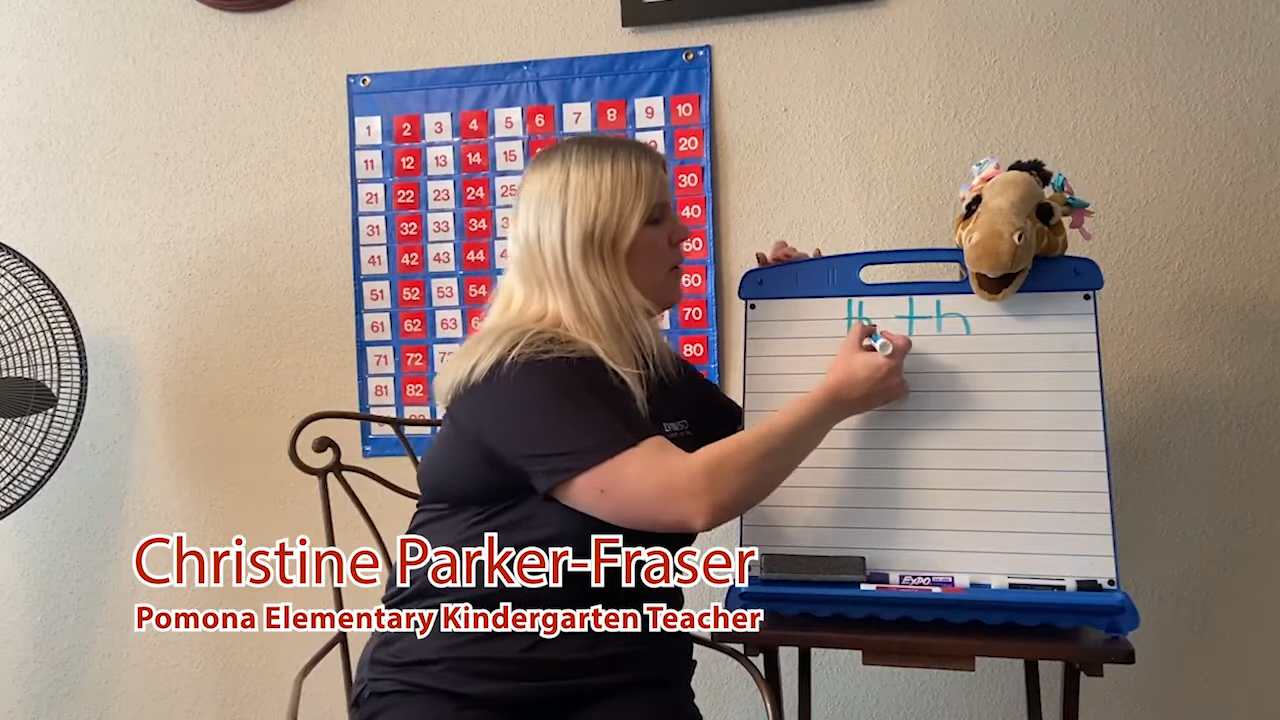 1 2 3 4 5 6 7 8 9 10
11 12 13 14 15 20
21 22 23 24 25 30
31 32 33 34 40
41 42 43 44 50
51 52 53 54 60
61 62 63 70
71 72 80
81 82
th th
EXPO
Christine Parker-Fraser
Pomona Elementary Kindergarten Teacher